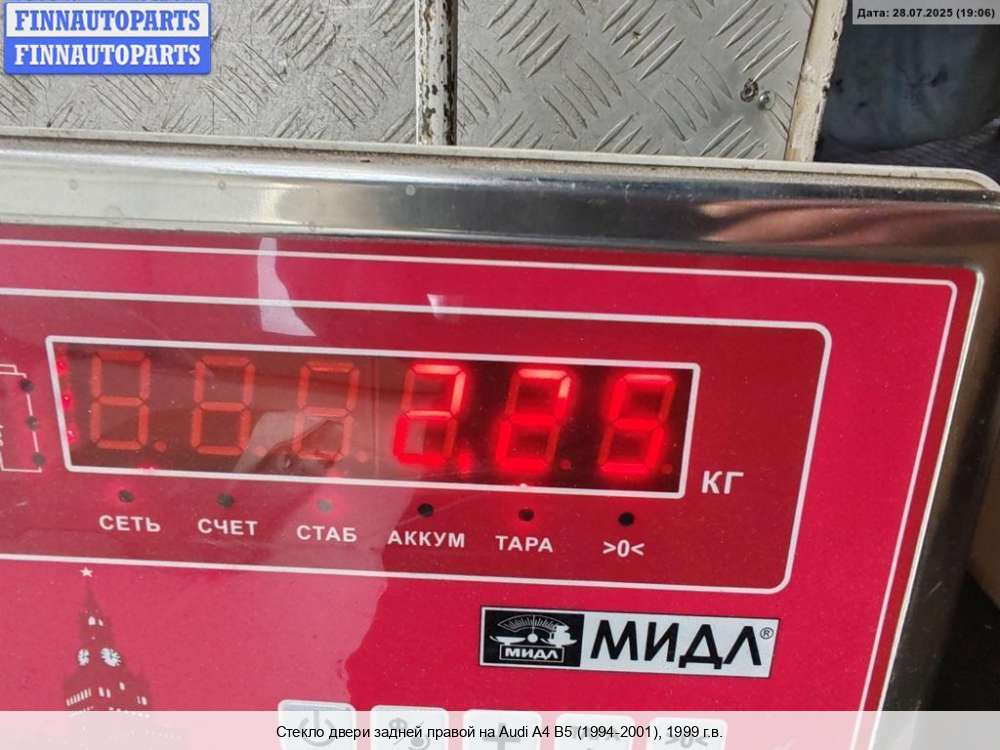 FINNAUTOPARTS
FINNAUTOPARTS
Дата: 28.07.2025 (19:06)
2.25
КГ
СЕТЬ СЧЕТ СТАБ АККУМ ТАРА >0<
МИДЛ
МИДЛ®
Стекло двери задней правой на Audi A4 B5 (1994-2001), 1999 г.в.